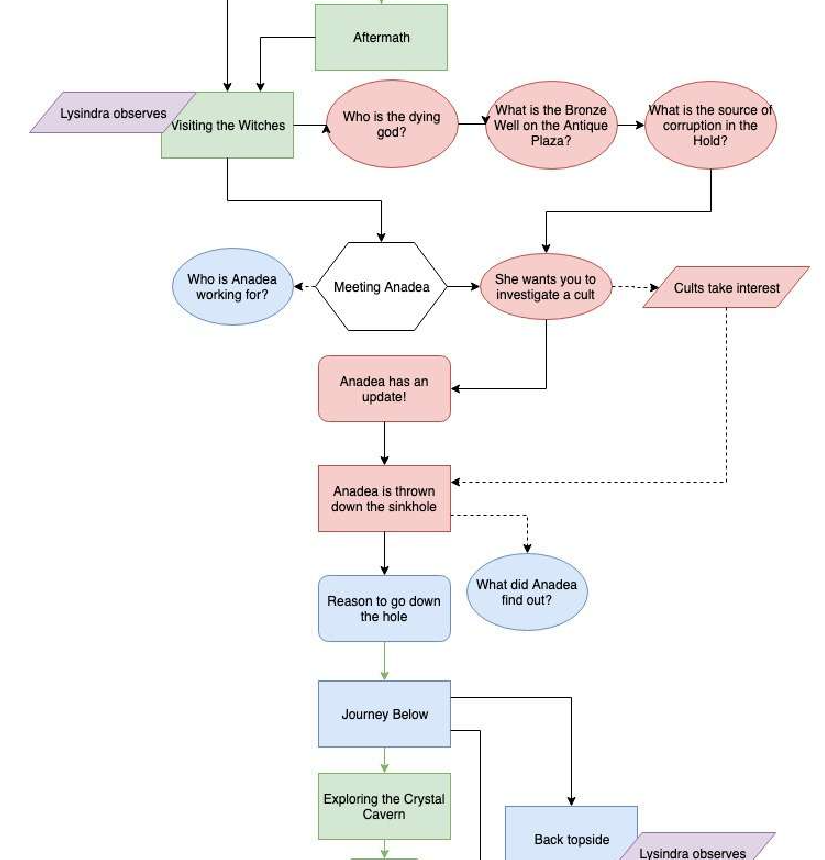 Aftermath
Lysindra observes
Visiting the Witches
Who is the dying
god?
What is the Bronze
Well on the Antique
Plaza?
What is the source of
corruption in the
Hold?
Who is Anadea
working for?
Meeting Anadea
She wants you to
investigate a cult
Cults take interest
Anadea has an
update!
Anadea is thrown
down the sinkhole
What did Anadea
find out?
Reason to go down
the hole
Journey Below
Exploring the Crystal
Cavern
Back topside
Lysindra observes